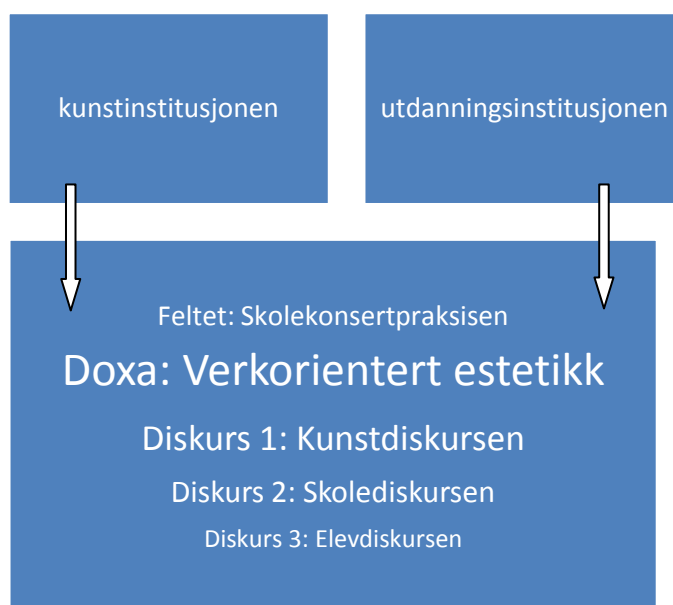 kunstinstitusjonen
utdanningsinstitusjonen
Feltet: Skolekonsertpraksisen
Doxa: Verkorientert estetikk
Diskurs 1: Kunstdiskursen
Diskurs 2: Skolediskursen
Diskurs 3: Elevdiskursen